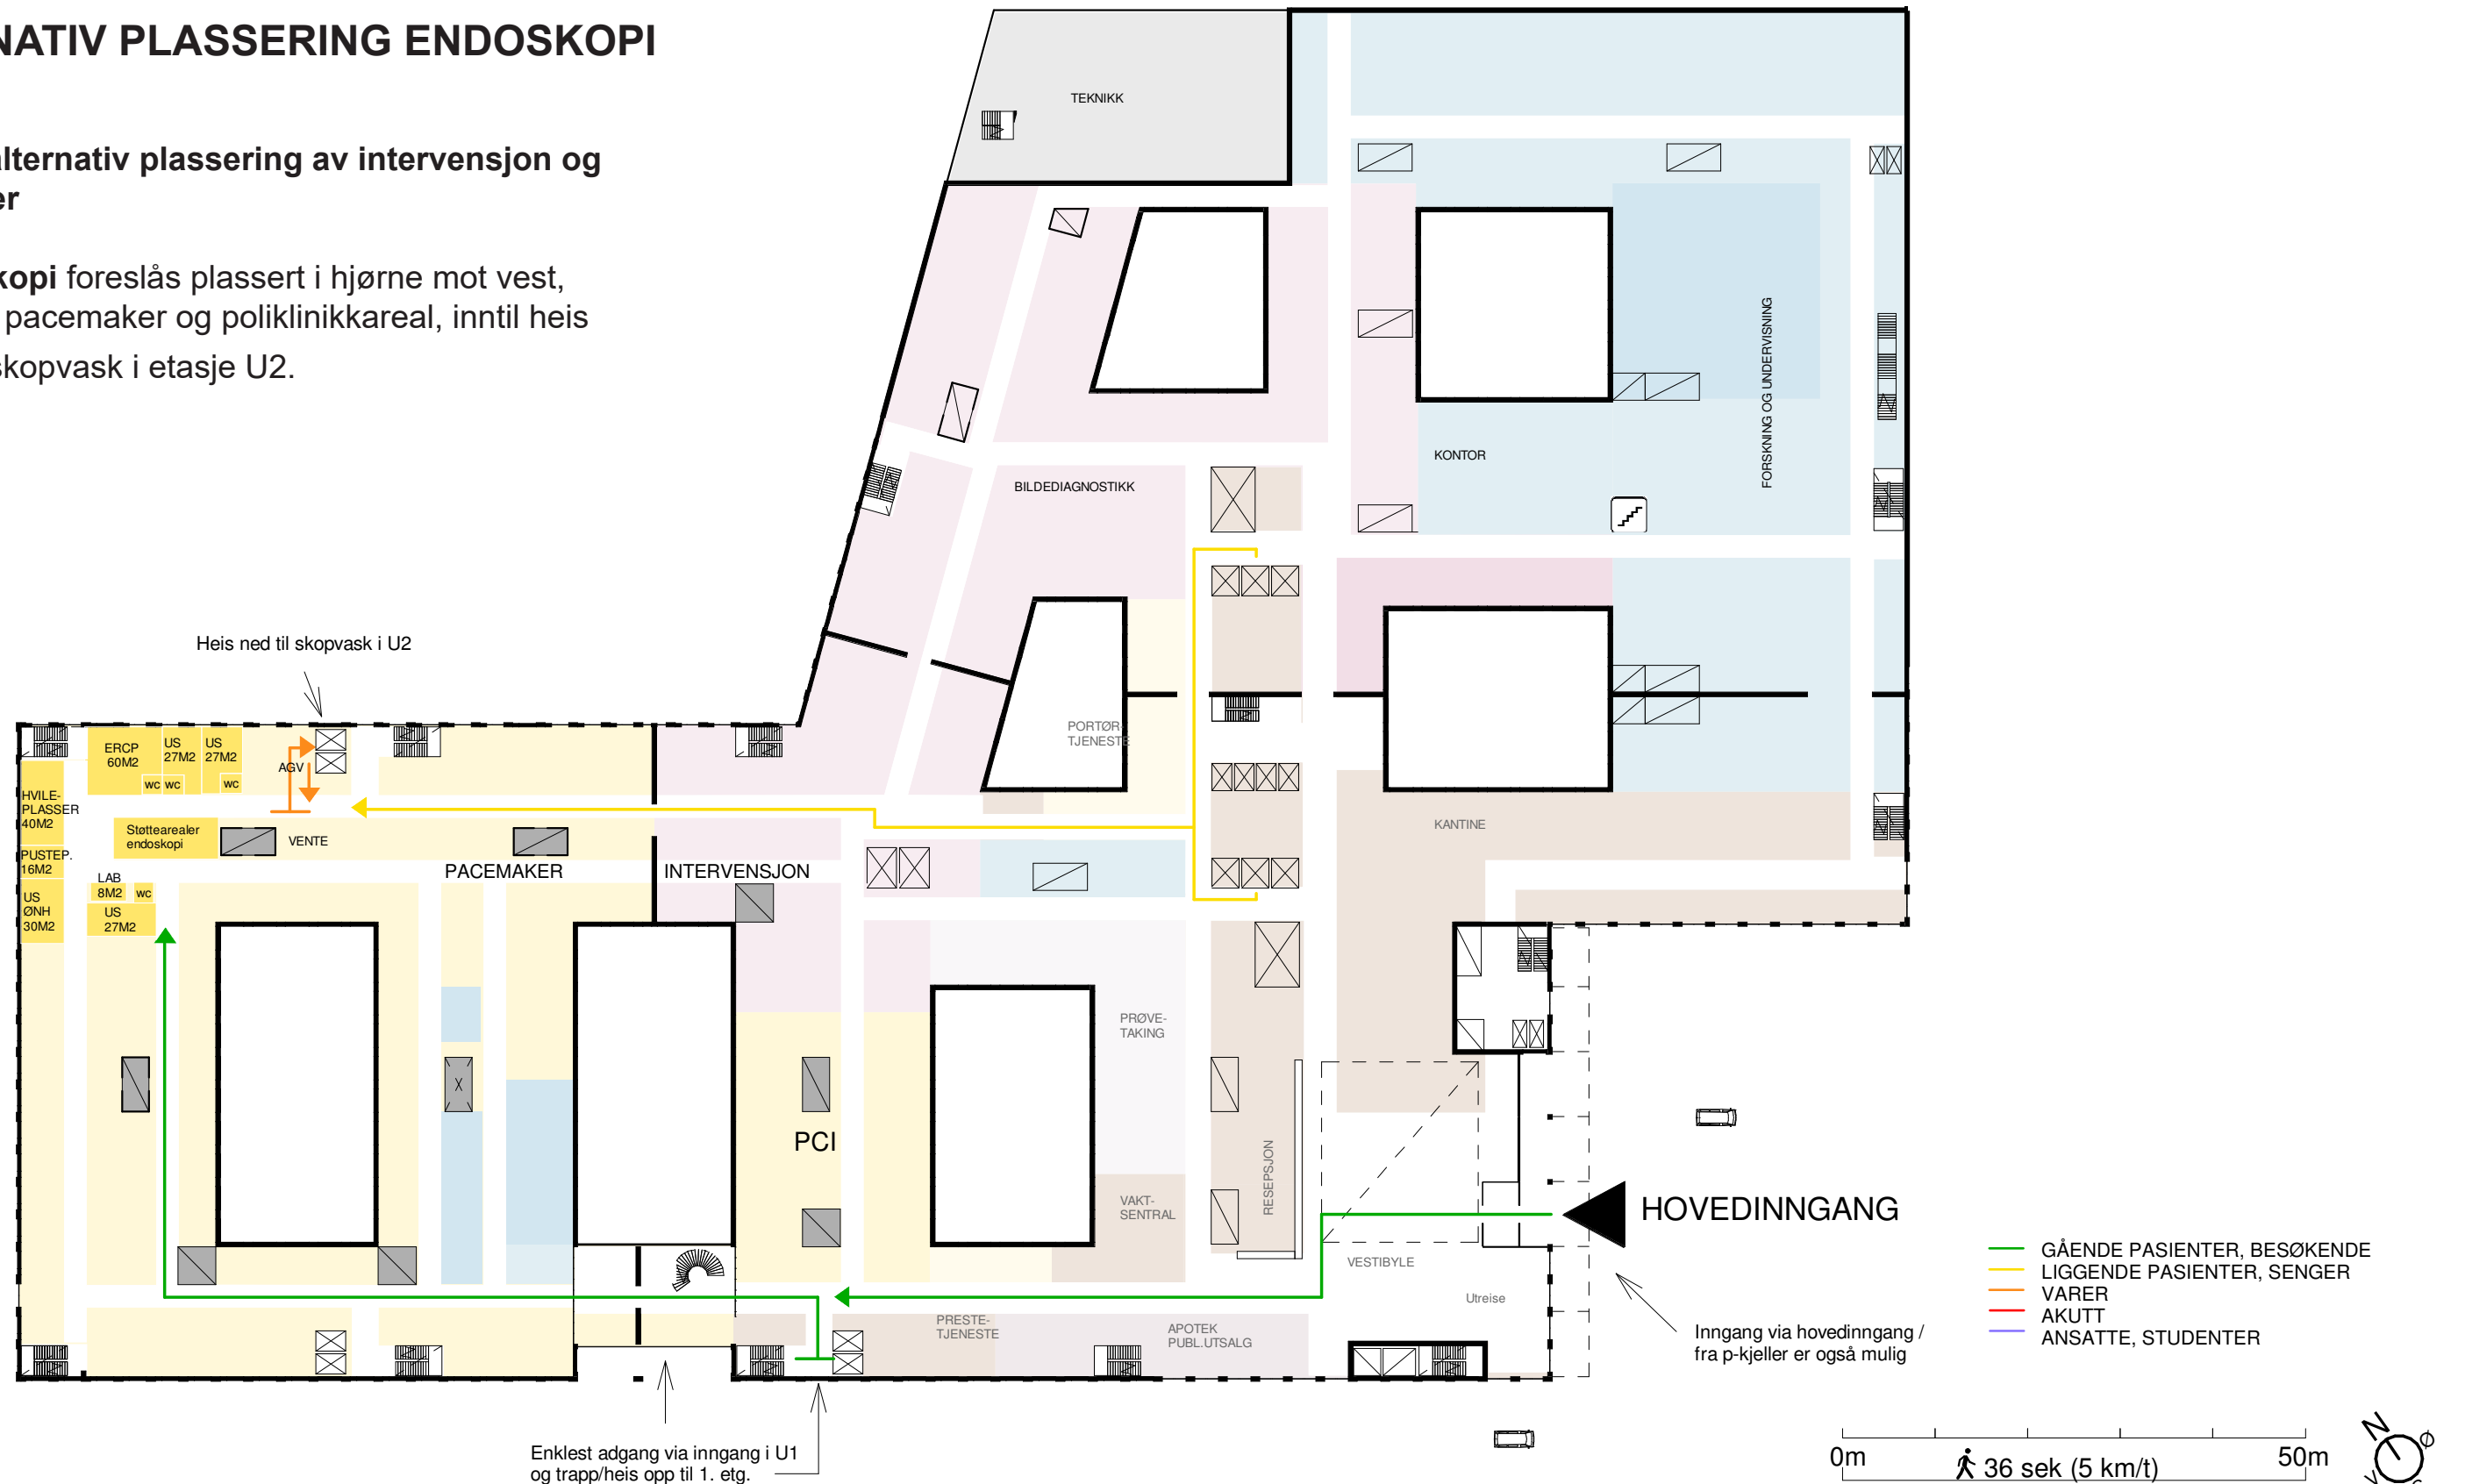 NATIV PLASSERING ENDOSKOPI
alternativ plassering av intervensjon og
er
kopi foreslås plassert i hjørne mot vest,
pacemaker og poliklinikkareal, inntil heis
skopvask i etasje U2.
TEKNIKK
BILDEDIAGNOSTIKK
KONTOR
FORSKNING OG UNDERVISNING
Heis ned til skopvask i U2
PORTØR-
TJENESTE
ERCP
60M2
US
27M2
US
27M2
wc
wc
wc
AGV
HVILE-
PLASSER
40M2
Støttearealer
endoskopi
VENTE
PUSTEP.
16M2
LAB
8M2
wc
US
ØNH
30M2
US
27M2
PACEMAKER
INTERVENSJON
KANTINE
PRØVE-
TAKING
PCI
VAKT-
SENTRAL
RESEPSJON
HOVEDINNGANG
VESTIBYLE
Utreise
PRESTE-
TJENESTE
APOTEK
PUBL.UTSALG
Inngang via hovedinngang /
fra p-kjeller er også mulig
Enklest adgang via inngang i U1
og trapp/heis opp til 1. etg.
GÅENDE PASIENTER, BESØKENDE
LIGGENDE PASIENTER, SENGER
VARER
AKUTT
ANSATTE, STUDENTER
0m
36 sek (5 km/t)
50m
N
Ø